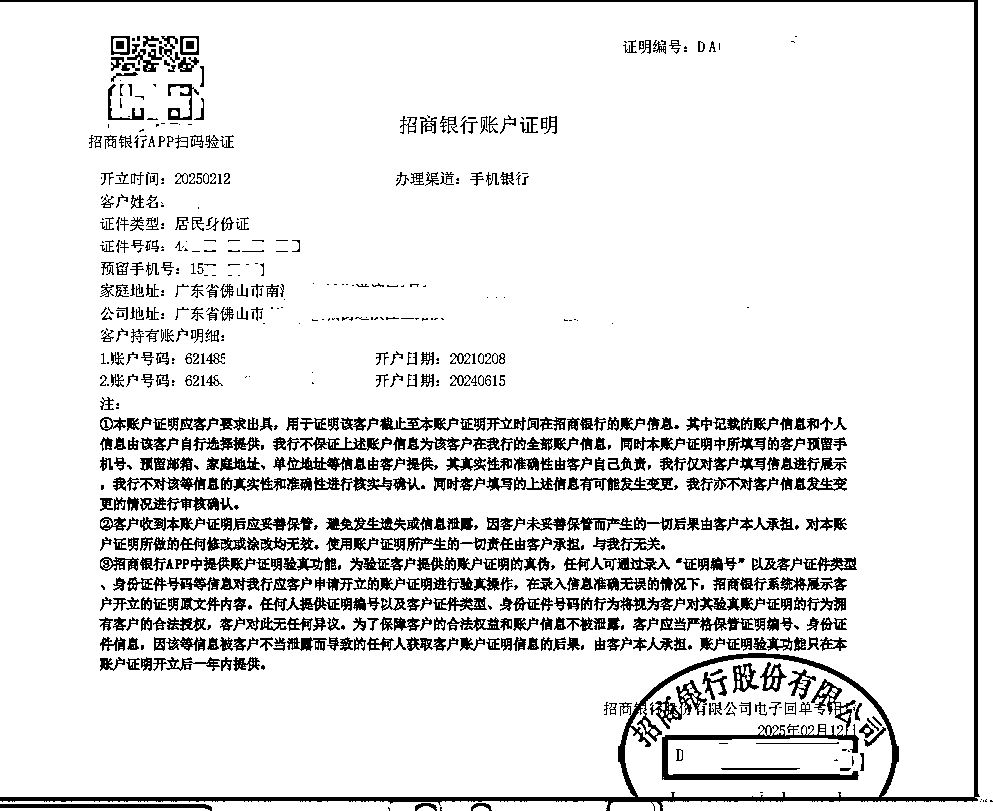 证明编号：DA
招商银行APP扫码验证
招商银行账户证明
开立时间：20250212 办理渠道：手机银行
客户姓名：
证件类型：居民身份证
证件号码：4
预留手机号：15
家庭地址：广东省佛山市南
公司地址：广东省佛山市
客户持有账户明细：
1.账户号码：621485 开户日期：20210208
2.账户号码：62148 开户日期：20240615
注：
①本账户证明应客户要求出具，用于证明该客户截止至本账户证明开立时间在招商银行的账户信息。其中记载的账户信息和个人
信息由该客户自行选择提供，我行不保证上述账户信息为该客户在我行的全部账户信息，同时本账户证明中所填写的客户预留手
机号、预留邮箱、家庭地址、单位地址等信息由客户提供，其真实性和准确性由客户自己负责，我行仅对客户填写信息进行展示
，我行不对该等信息的真实性和准确性进行核实与确认。同时客户填写的上述信息有可能发生变更，我行亦不对客户信息发生变
更的情况进行审核确认。
②客户收到本账户证明后应妥善保管，避免发生遗失或信息泄露，因客户未妥善保管而产生的一切后果由客户本人承担。对本账
户证明所做的任何修改或涂改均无效。使用账户证明所产生的一切责任由客户承担，与我行无关。
③招商银行APP中提供账户证明验真功能，为验证客户提供的账户证明的真伪，任何人可通过录入“证明编号”以及客户证件类型
、身份证件号码等信息对我行应客户申请开立的账户证明进行验真操作，在录入信息准确无误的情况下，招商银行系统将展示客
户开立的证明原文件内容。任何人提供证明编号以及客户证件类型、身份证件号码的行为将视为客户对其验真账户证明的行为拥
有客户的合法授权，客户对此无任何异议。为了保障客户的合法权益和账户信息不被泄露，客户应当严格保管证明编号、身份证
件信息，因该等信息被客户不当泄露而导致的任何人获取客户账户证明信息的后果，由客户本人承担。账户证明验真功能只在本
账户证明开立后一年内提供。
招商银行股份有限公司
招商银行股份有限公司电子回单专用
2025年02月12日
D